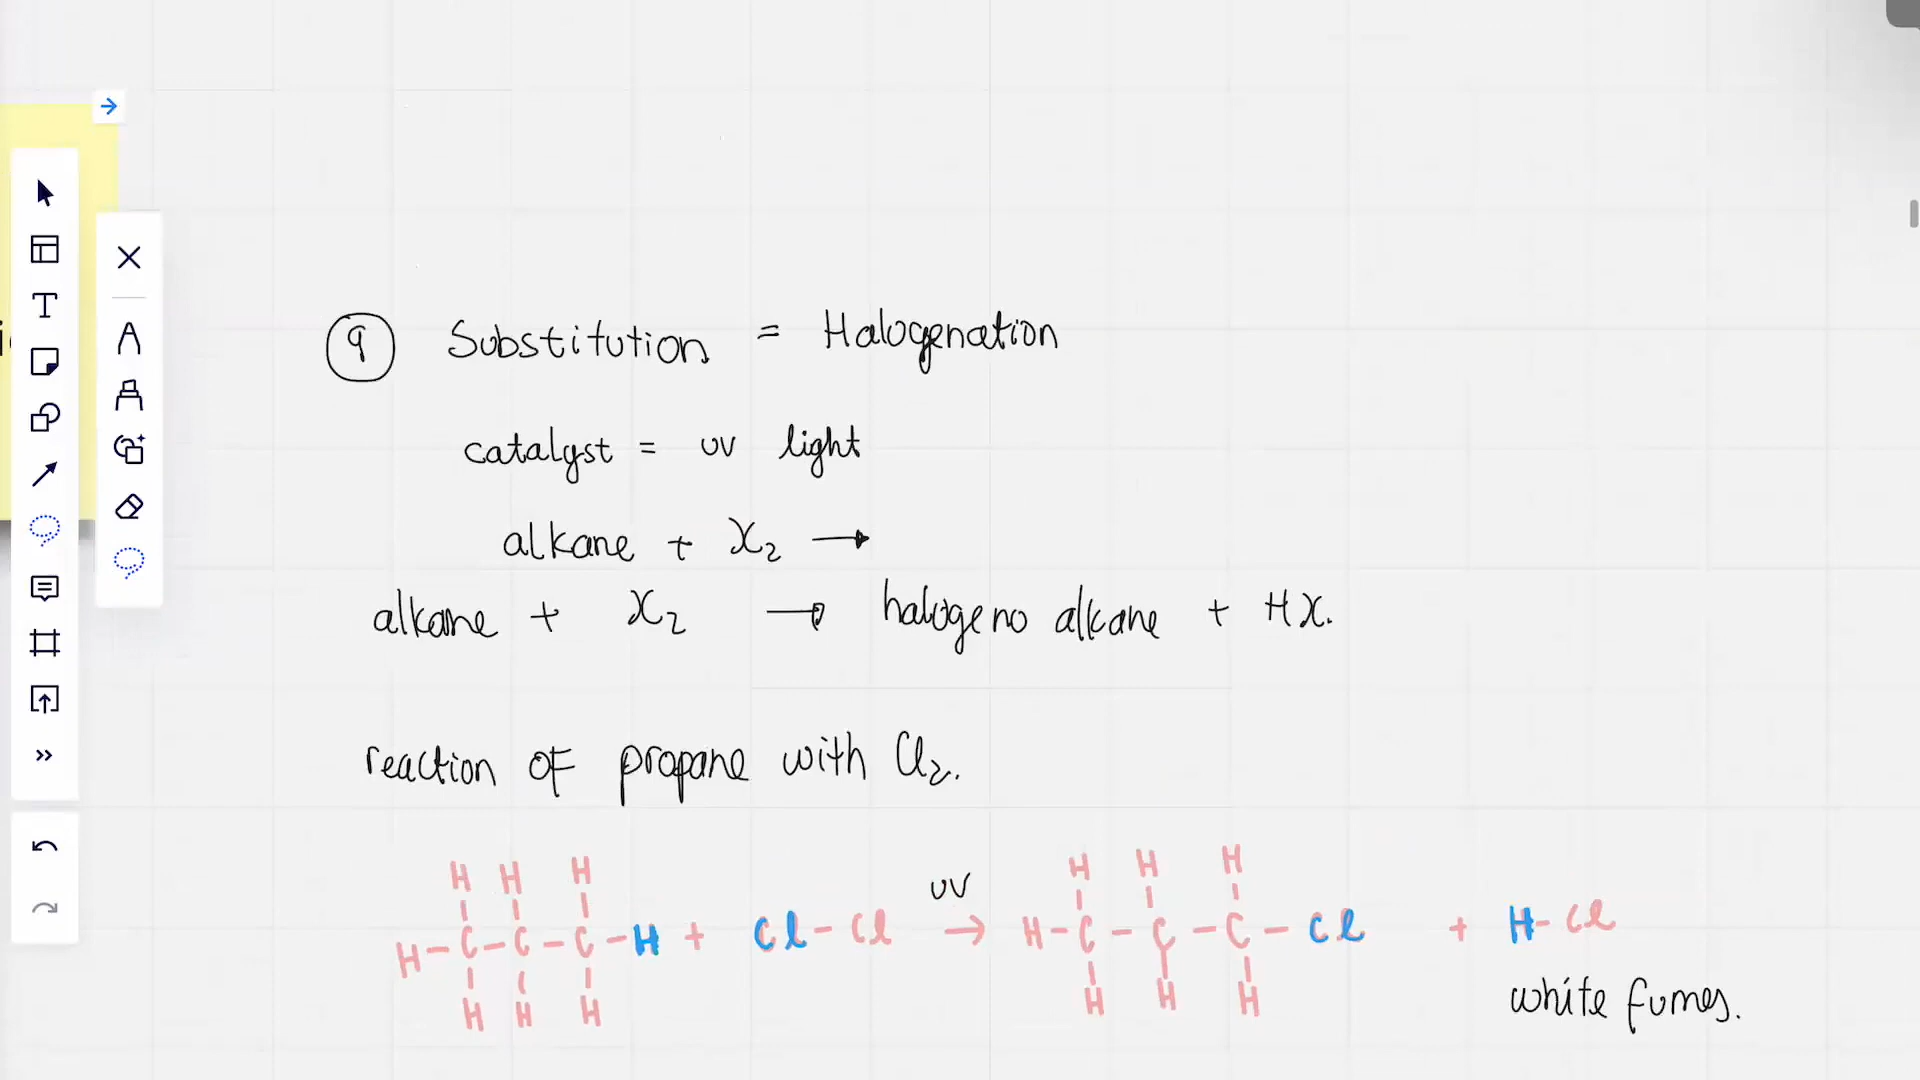 9 Substitution = Halogenation
catalyst = UV light
alkane + X₂ →
alkane + X₂ → halogeno alkane + HX.
reaction of propane with Cl₂.
H H H
H-C-C-C-H + Cl-Cl UV → H-C-C-C-Cl + H-Cl
H H H
H H H
H H H
white fumes.